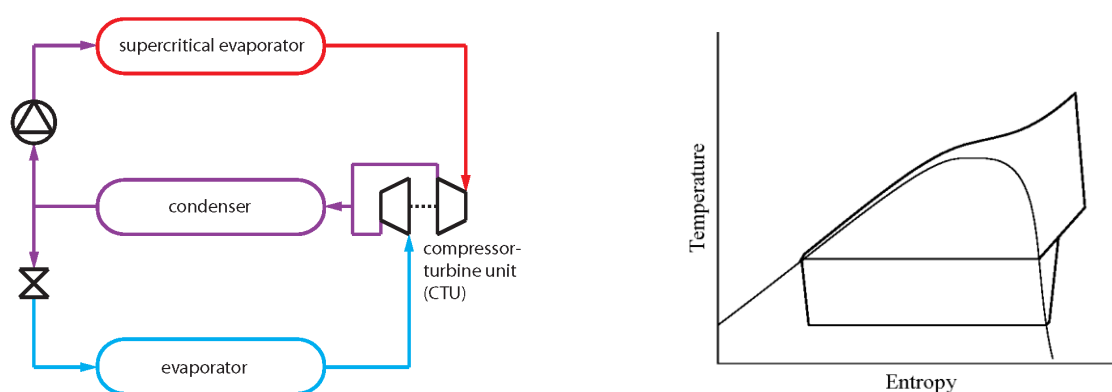 supercritical evaporator
condenser
compressor-
turbine unit
(CTU)
evaporator
Temperature
Entropy